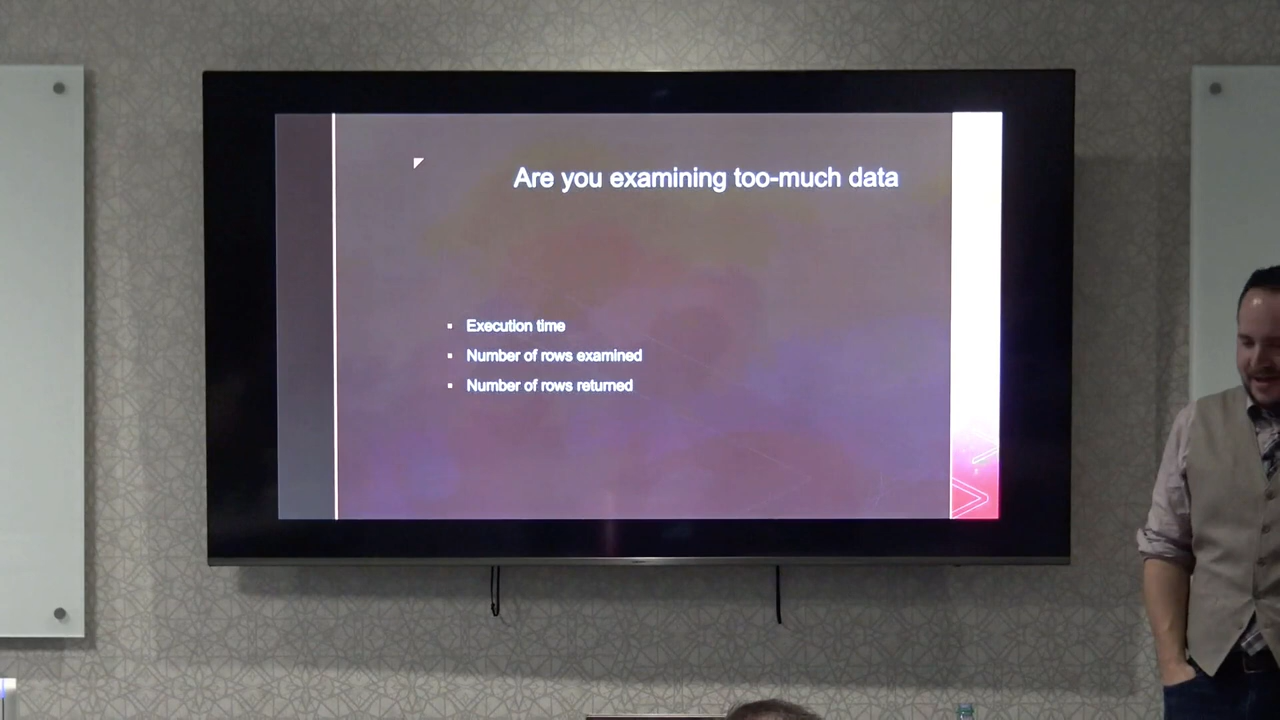 Are you examining too-much data
Execution time
Number of rows examined
Number of rows returned